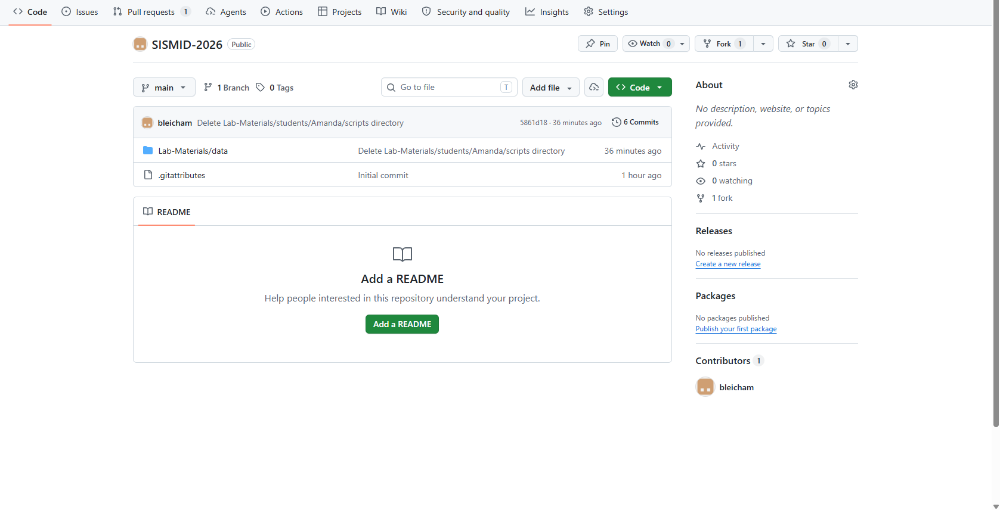 Code Issues Pull requests 1 Agents Actions Projects Wiki Security and quality Insights Settings
SISMID-2026 Public
Pin Watch 0 Fork 1 Star 0
main 1 Branch 0 Tags Go to file T Add file Code
bleicham Delete Lab-Materials/students/Amanda/scripts directory 5861d18 · 36 minutes ago 6 Commits
Lab-Materials/data Delete Lab-Materials/students/Amanda/scripts directory 36 minutes ago
.gitattributes Initial commit 1 hour ago
README
Add a README
Help people interested in this repository understand your project.
Add a README
About
No description, website, or topics
provided.
Activity
0 stars
0 watching
1 fork
Releases
No releases published
Create a new release
Packages
No packages published
Publish your first package
Contributors 1
bleicham